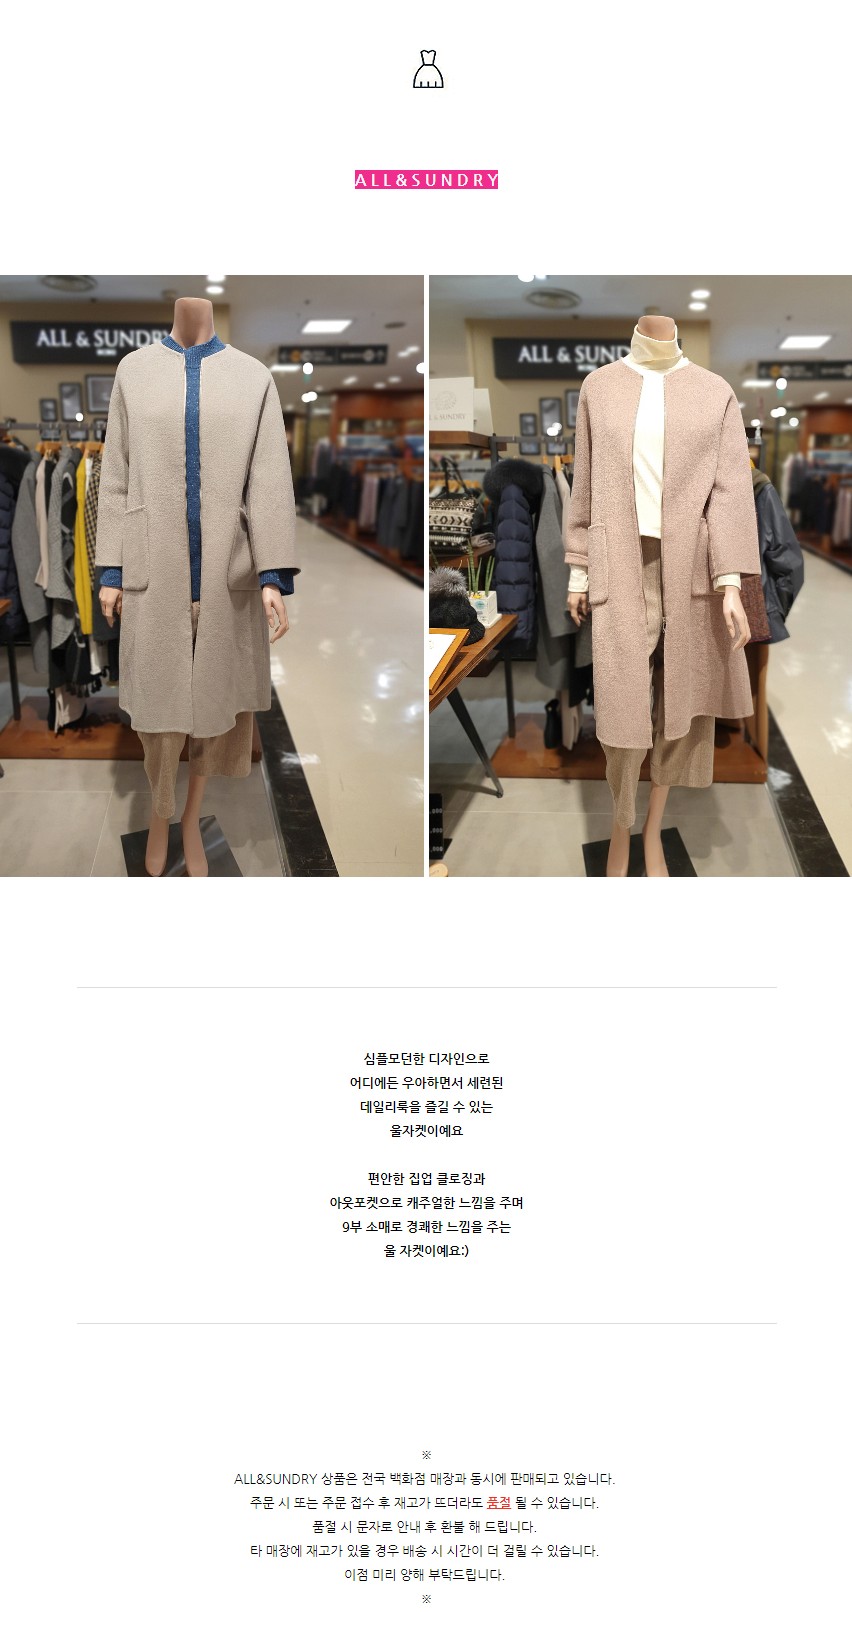 ALL&SUNDRY
ALL & SUNDRY
ALL & SUND
심플모던한 디자인으로
어디에든 우아하면서 세련된
데일리룩을 즐길 수 있는
울자켓이예요
편안한 집업 클로징과
아웃포켓으로 캐주얼한 느낌을 주며
9부 소매로 경쾌한 느낌을 주는
울 자켓이예요:)
※
ALL&SUNDRY 상품은 전국 백화점 매장과 동시에 판매되고 있습니다.
주문 시 또는 주문 접수 후 재고가 뜨더라도 품절 될 수 있습니다.
품절 시 문자로 안내 후 환불 해 드립니다.
타 매장에 재고가 있을 경우 배송 시 시간이 더 걸릴 수 있습니다.
이점 미리 양해 부탁드립니다.
※